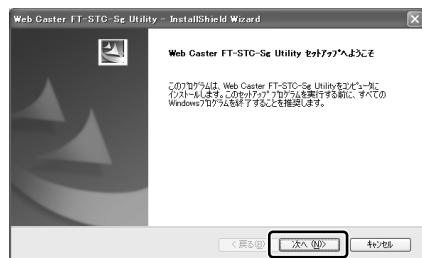 Web Caster FT-STC-Sg Utility - InstallShield Wizard
Web Caster FT-STC-Sg Utility セットアップへようこそ
このプログラムは、Web Caster FT-STC-Sg Utilityをコンピュータに
インストールします。このセットアップ プログラムを実行する前に、すべての
Windowsプログラムを終了することを推奨します。
< 戻る(B)
次へ(N)>
キャンセル